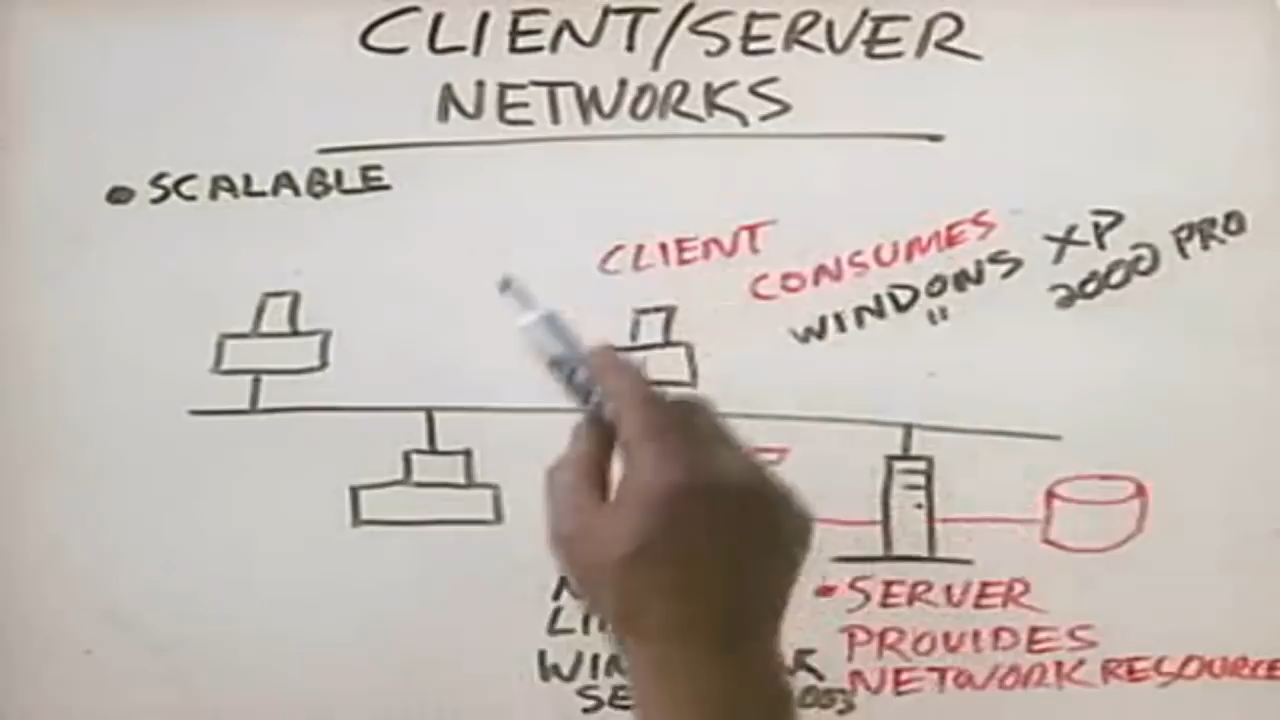 CLIENT/SERVER
NETWORKS
• SCALABLE
CLIENT
CONSUMES
WINDOWS XP
" 2000 PRO
• SERVER
PROVIDES
NETWORK RESOURCE